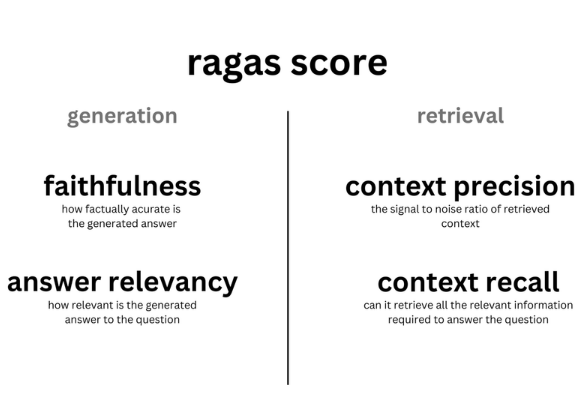 ragas score
generation
faithfulness
how factually acurate is
the generated answer
answer relevancy
how relevant is the generated
answer to the question
retrieval
context precision
the signal to noise ratio of retrieved
context
context recall
can it retrieve all the relevant information
required to answer the question